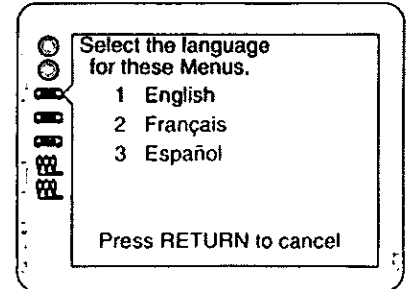 Select the language
for these Menus.
1 English
2 Français
3 Español
Press RETURN to cancel